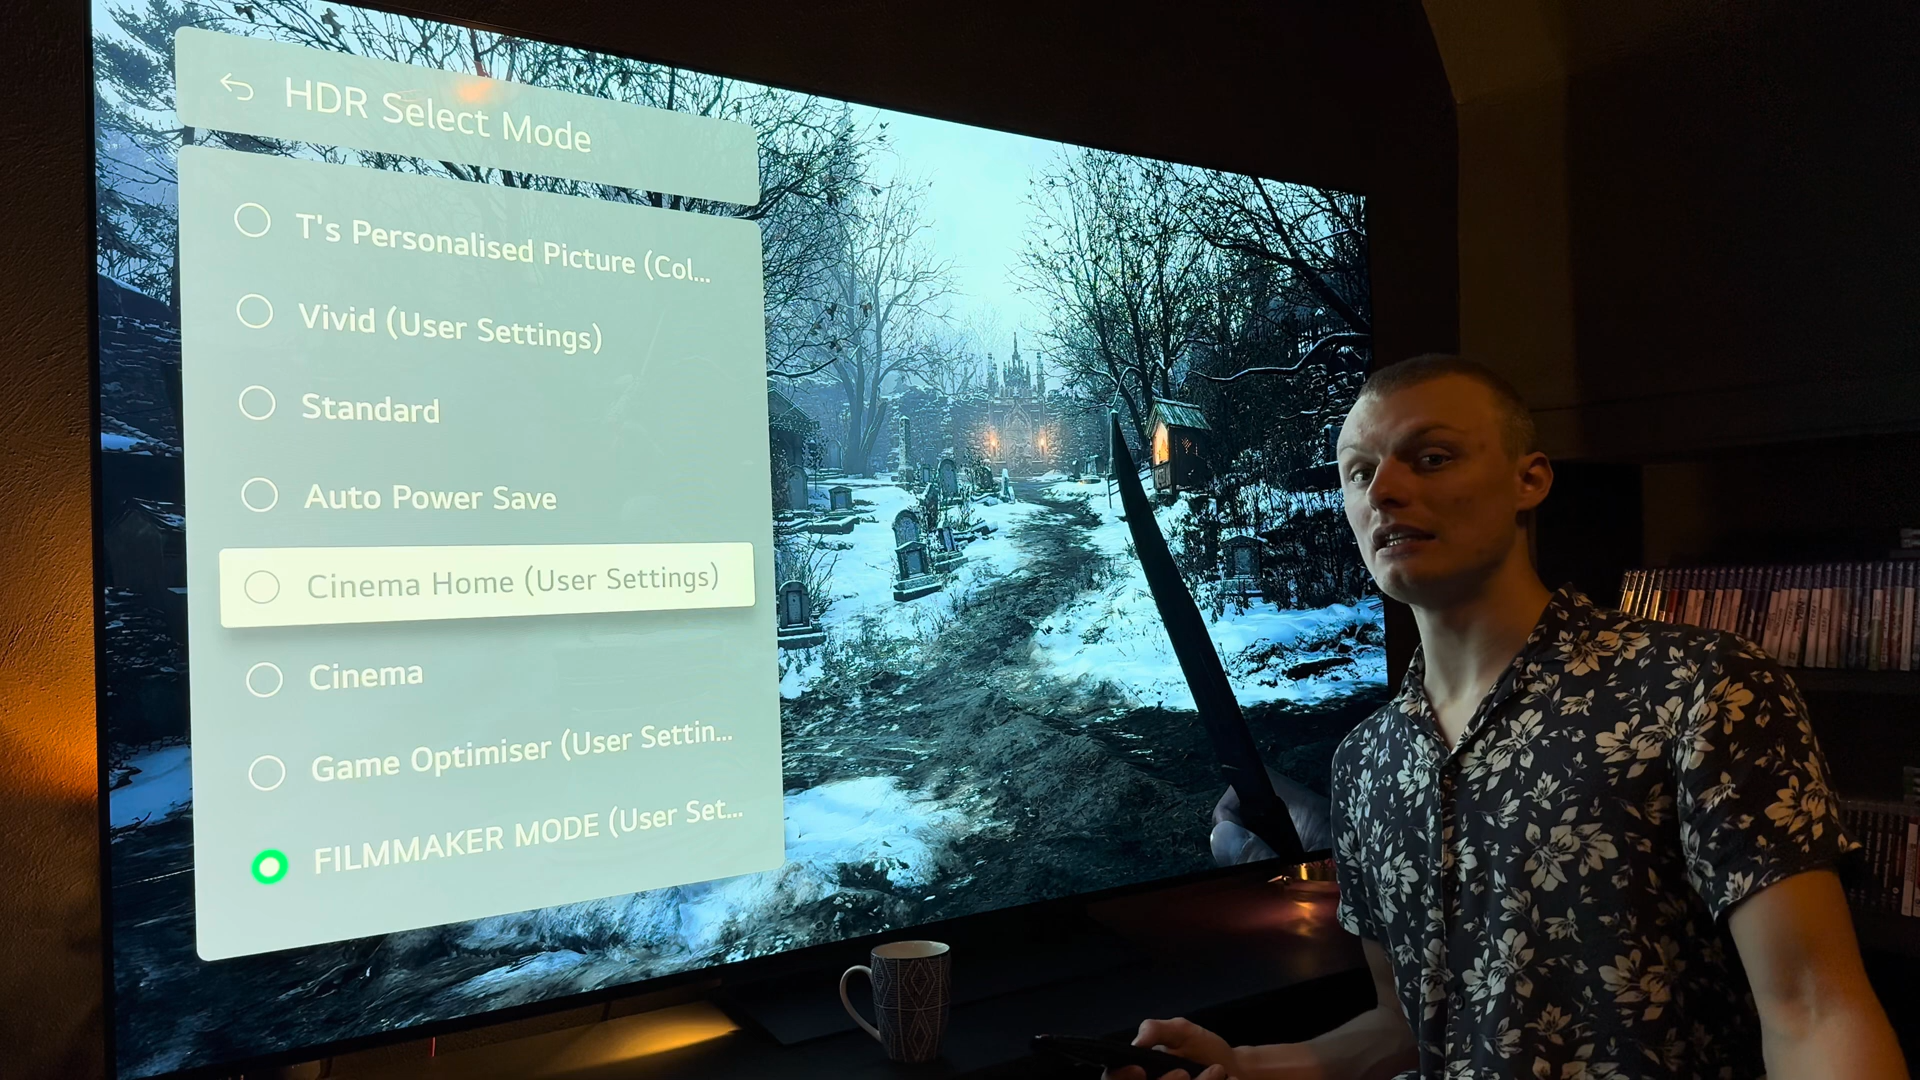 HDR Select Mode
T's Personalised Picture (Col...
Vivid (User Settings)
Standard
Auto Power Save
Cinema Home (User Settings)
Cinema
Game Optimiser (User Settin...
FILMMAKER MODE (User Set...